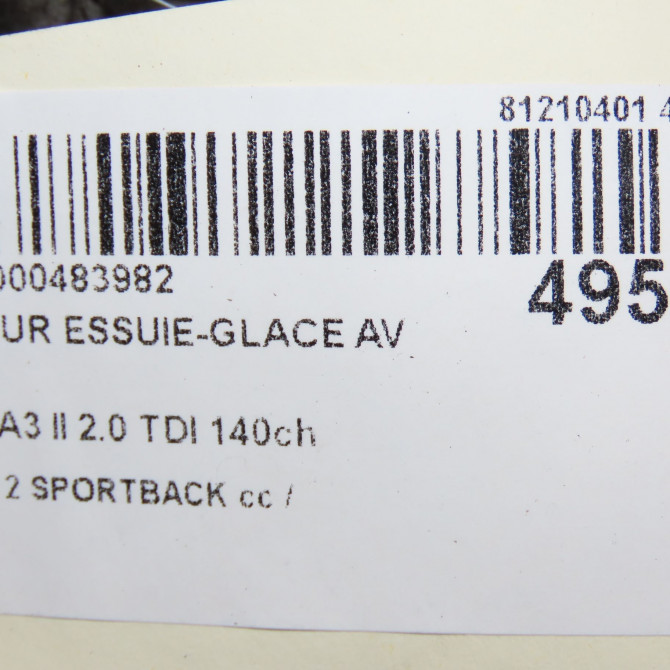 81210401 4
000483982
495
UR ESSUIE-GLACE AV
A3 II 2.0 TDI 140ch
2 SPORTBACK cc /